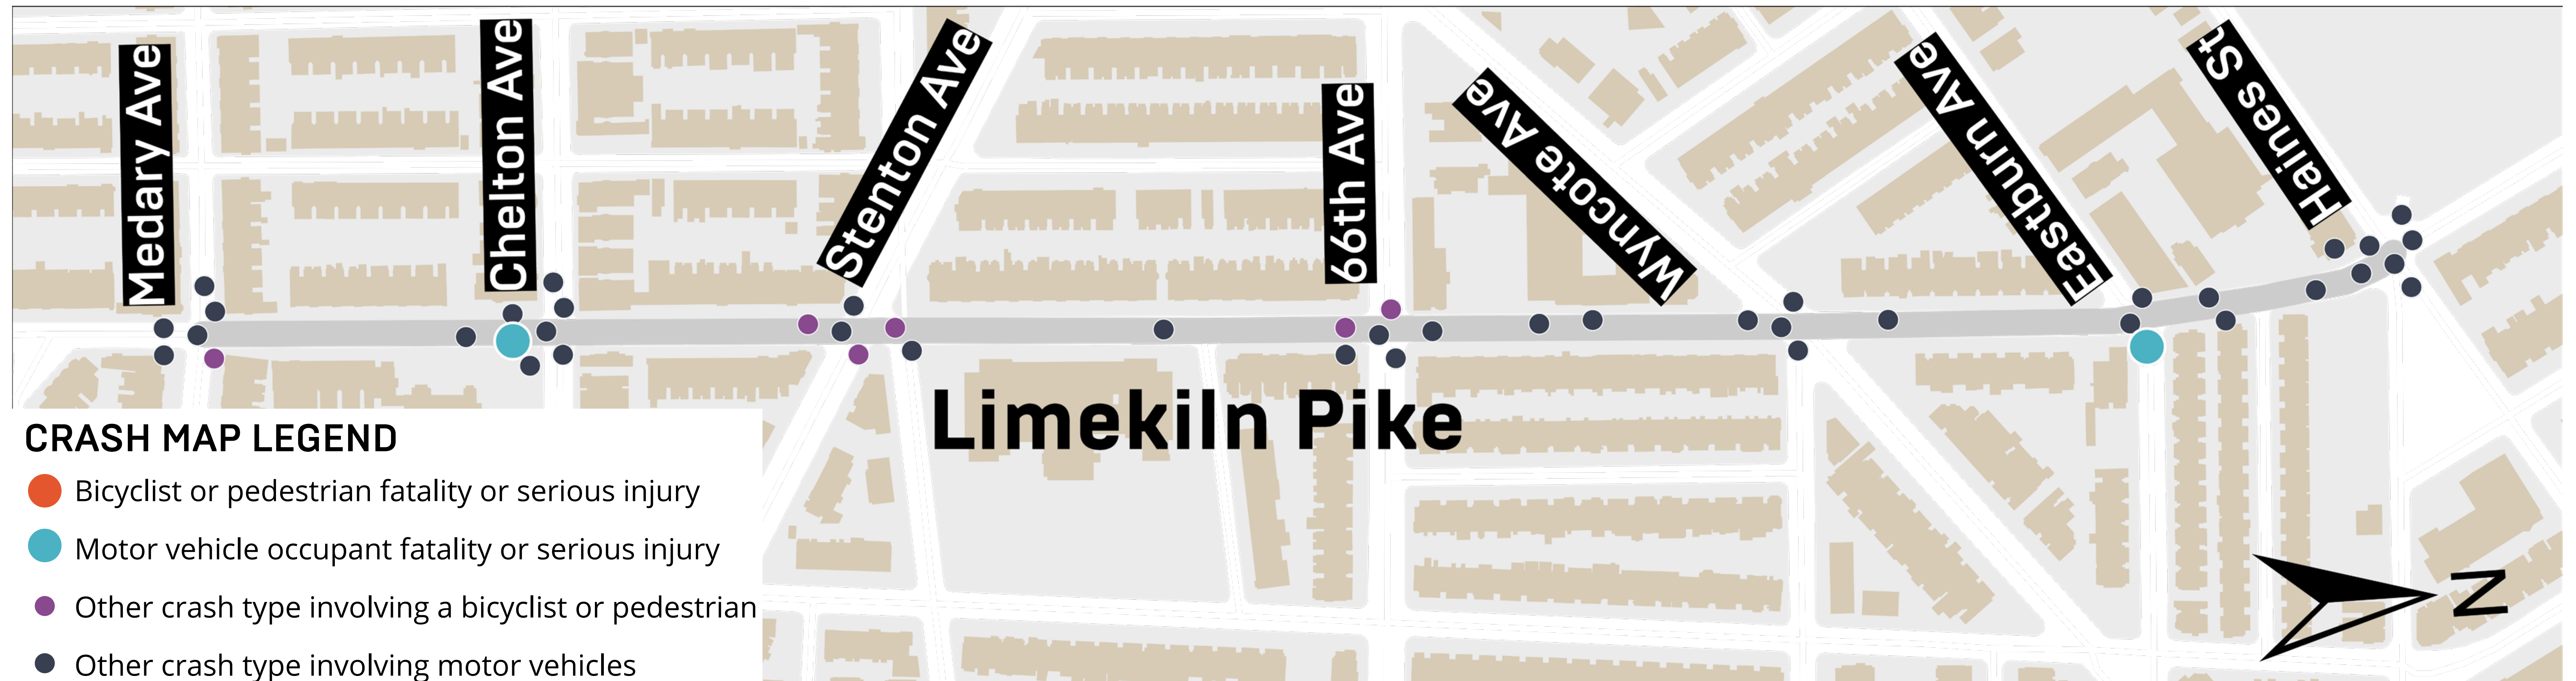 Medary Ave
Chelton Ave
Stenton Ave
66th Ave
Wyncote Ave
Eastburn Ave
Haines St
Limekiln Pike
CRASH MAP LEGEND
Bicyclist or pedestrian fatality or serious injury
Motor vehicle occupant fatality or serious injury
Other crash type involving a bicyclist or pedestrian
Other crash type involving motor vehicles
N